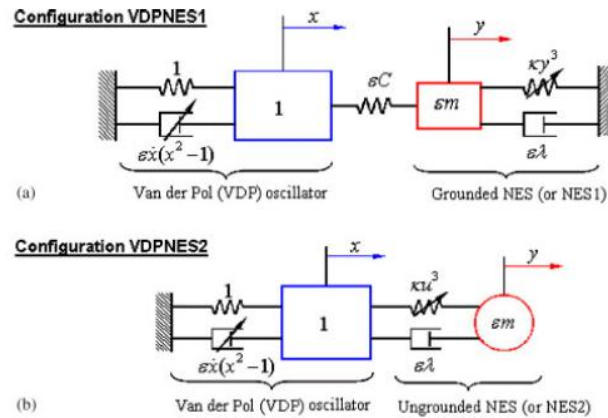 Configuration VDPNES1
x
y
1
εC
κy³
1
εm
εẋ(x²−1)
ελ
(a)
Van der Pol (VDP) oscillator
Grounded NES (or NES1)
Configuration VDPNES2
x
y
1
κu³
1
εm
εẋ(x²−1)
ελ
(b)
Van der Pol (VDP) oscillator
Ungrounded NES (or NES2)